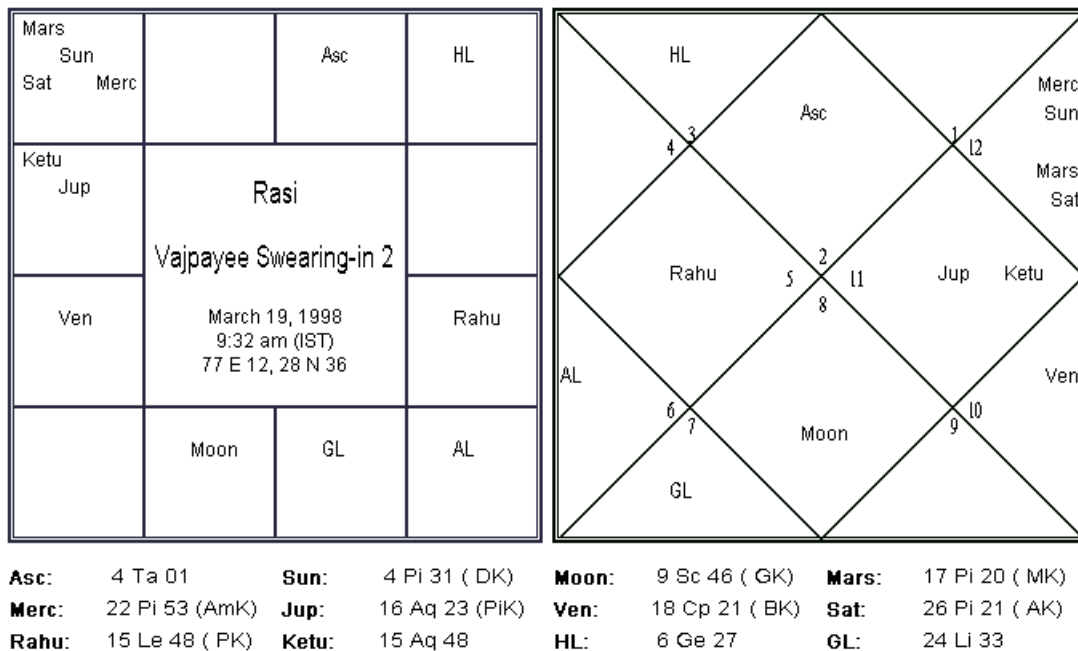 Mars
Sun
Sat Merc
Asc
HL
Ketu
Jup
Rasi
Vajpayee Swearing-in 2
March 19, 1998
9:32 am (IST)
77 E 12, 28 N 36
Ven
Rahu
Moon
GL
AL
HL
Asc
Merc
Sun
Mars
Sat
3
4
1
12
2
5
11
8
Rahu
Jup Ketu
AL
Ven
6
7
10
9
Moon
GL
Asc: 4 Ta 01 Sun: 4 Pi 31 ( DK) Moon: 9 Sc 46 ( GK) Mars: 17 Pi 20 ( MK)
Merc: 22 Pi 53 (AmK) Jup: 16 Aq 23 (PiK) Ven: 18 Cp 21 ( BK) Sat: 26 Pi 21 ( AK)
Rahu: 15 Le 48 ( PK) Ketu: 15 Aq 48 HL: 6 Ge 27 GL: 24 Li 33